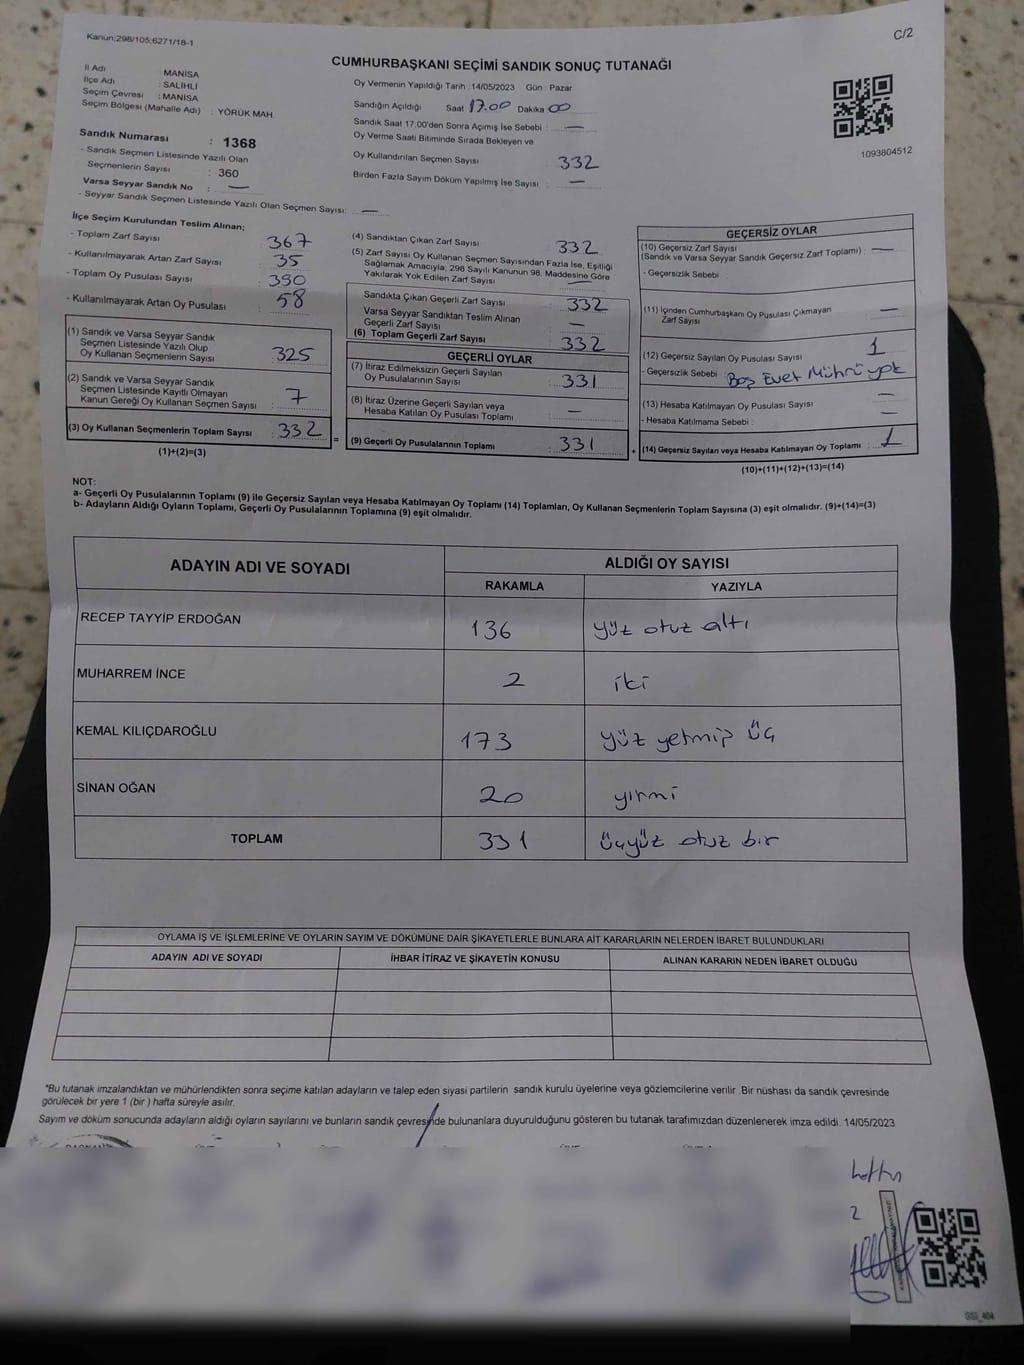 Kanun;298/105;6271/18-1
C/2
CUMHURBAŞKANI SEÇİMİ SANDIK SONUÇ TUTANAĞI
İl Adı : MANİSA
İlçe Adı : SALİHLİ
Seçim Çevresi : MANİSA
Seçim Bölgesi (Mahalle Adı) : YÖRÜK MAH.
Sandık Numarası : 1368
- Sandık Seçmen Listesinde Yazılı Olan
Seçmenlerin Sayısı : 360
Varsa Seyyar Sandık No : —
- Seyyar Sandık Seçmen Listesinde Yazılı Olan Seçmen Sayısı: —
Oy Vermenin Yapıldığı Tarih :14/05/2023 Gün : Pazar
Sandığın Açıldığı Saat 17.00 Dakika 00
Sandık Saat 17:00'den Sonra Açımış İse Sebebi : —
Oy Verme Saati Bitiminde Sırada Bekleyen ve
Oy Kullandırılan Seçmen Sayısı : 332
Birden Fazla Sayım Döküm Yapılmış İse Sayısı : —
1093804512
İlçe Seçim Kurulundan Teslim Alınan;
- Toplam Zarf Sayısı : 367
- Kullanılmayarak Artan Zarf Sayısı : 35
- Toplam Oy Pusulası Sayısı : 390
- Kullanılmayarak Artan Oy Pusulası : 58
(1) Sandık ve Varsa Seyyar Sandık
Seçmen Listesinde Yazılı Olup
Oy Kullanan Seçmenlerin Sayısı : 325
(2) Sandık ve Varsa Seyyar Sandık
Seçmen Listesinde Kayıtlı Olmayan
Kanun Gereği Oy Kullanan Seçmen Sayısı : 7
(3) Oy Kullanan Seçmenlerin Toplam Sayısı : 332
(1)+(2)=(3)
=
(4) Sandıktan Çıkan Zarf Sayısı : 332
(5) Zarf Sayısı Oy Kullanan Seçmen Sayısından Fazla İse, Eşitliği
Sağlamak Amacıyla; 298 Sayılı Kanunun 98. Maddesine Göre
Yakılarak Yok Edilen Zarf Sayısı : —
Sandıkta Çıkan Geçerli Zarf Sayısı : 332
Varsa Seyyar Sandıktan Teslim Alınan
Geçerli Zarf Sayısı : —
(6) Toplam Geçerli Zarf Sayısı : 332
GEÇERLİ OYLAR
(7) İtiraz Edilmeksizin Geçerli Sayılan
Oy Pusulalarının Sayısı : 331
(8) İtiraz Üzerine Geçerli Sayılan veya
Hesaba Katılan Oy Pusulası Toplamı : —
(9) Geçerli Oy Pusulalarının Toplamı : 331
+
GEÇERSİZ OYLAR
(10) Geçersiz Zarf Sayısı
(Sandık ve Varsa Seyyar Sandık Geçersiz Zarf Toplamı) : —
- Geçersizlik Sebebi :
(11) İçinden Cumhurbaşkanı Oy Pusulası Çıkmayan
Zarf Sayısı : —
(12) Geçersiz Sayılan Oy Pusulası Sayısı : 1
- Geçersizlik Sebebi : Boş Evet Mührü yok
(13) Hesaba Katılmayan Oy Pusulası Sayısı : —
- Hesaba Katılmama Sebebi : —
(14) Geçersiz Sayılan veya Hesaba Katılmayan Oy Toplamı : 1
(10)+(11)+(12)+(13)=(14)
NOT:
a- Geçerli Oy Pusulalarının Toplamı (9) ile Geçersiz Sayılan veya Hesaba Katılmayan Oy Toplamı (14) Toplamları, Oy Kullanan Seçmenlerin Toplam Sayısına (3) eşit olmalıdır. (9)+(14)=(3)
b- Adayların Aldığı Oyların Toplamı, Geçerli Oy Pusulalarının Toplamına (9) eşit olmalıdır.
ADAYIN ADI VE SOYADI
ALDIĞI OY SAYISI
RAKAMLA YAZIYLA
RECEP TAYYİP ERDOĞAN 136 yüz otuz altı
MUHARREM İNCE 2 iki
KEMAL KILIÇDAROĞLU 173 yüz yetmiş üç
SİNAN OĞAN 20 yirmi
TOPLAM 331 üçyüz otuz bir
OYLAMA İŞ VE İŞLEMLERİNE VE OYLARIN SAYIM VE DÖKÜMÜNE DAİR ŞİKAYETLERLE BUNLARA AİT KARARLARIN NELERDEN İBARET BULUNDUKLARI
ADAYIN ADI VE SOYADI İHBAR İTİRAZ VE ŞİKAYETİN KONUSU ALINAN KARARIN NEDEN İBARET OLDUĞU
*Bu tutanak imzalandıktan ve mühürlendikten sonra seçime katılan adayların ve talep eden siyasi partilerin sandık kurulu üyelerine veya gözlemcilerine verilir. Bir nüshası da sandık çevresinde
görülecek bir yere 1 (bir ) hafta süreyle asılır.
Sayım ve döküm sonucunda adayların aldığı oyların sayılarını ve bunların sandık çevresinde bulunanlara duyurulduğunu gösteren bu tutanak tarafımızdan düzenlenerek imza edildi. 14/05/2023